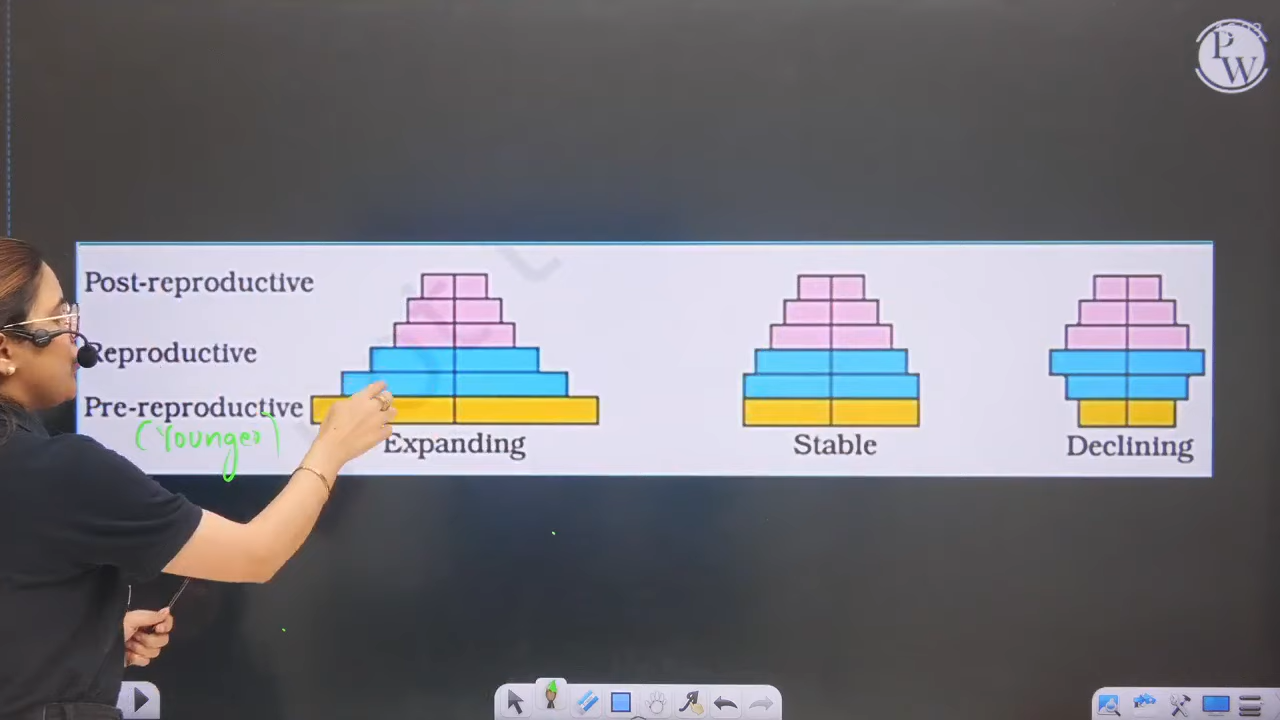 PW
Post-reproductive
Reproductive
Pre-reproductive
(Younger)
Expanding
Stable
Declining